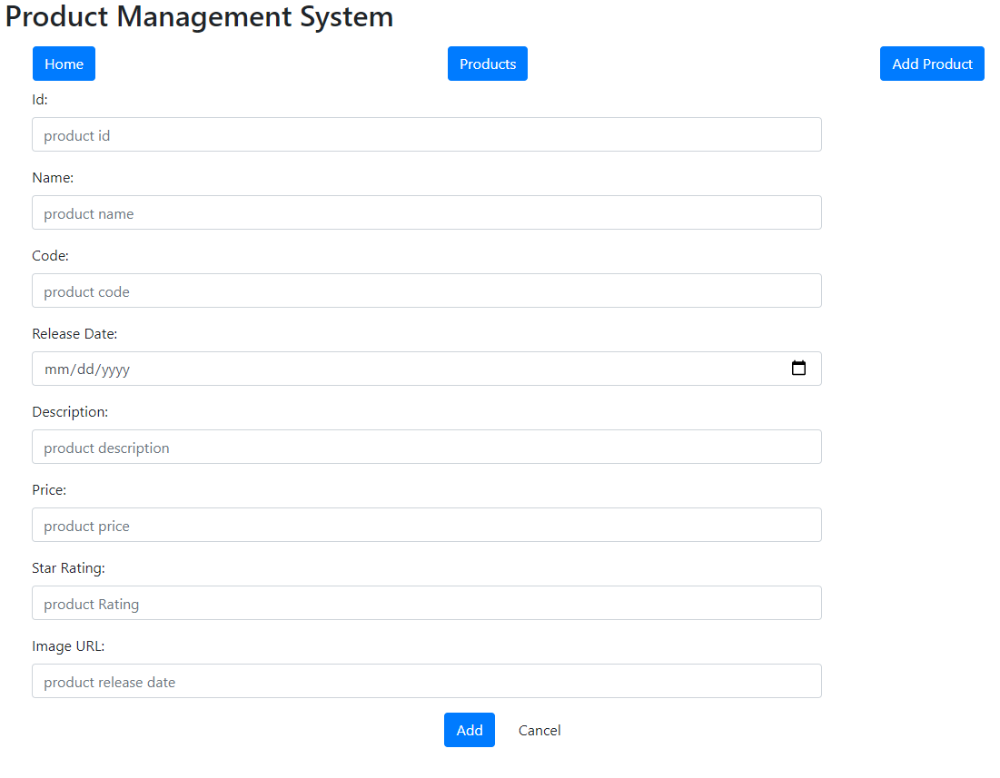 Product Management System
Home Products Add Product
Id:
product id
Name:
product name
Code:
product code
Release Date:
mm/dd/yyyy
Description:
product description
Price:
product price
Star Rating:
product Rating
Image URL:
product release date
Add Cancel